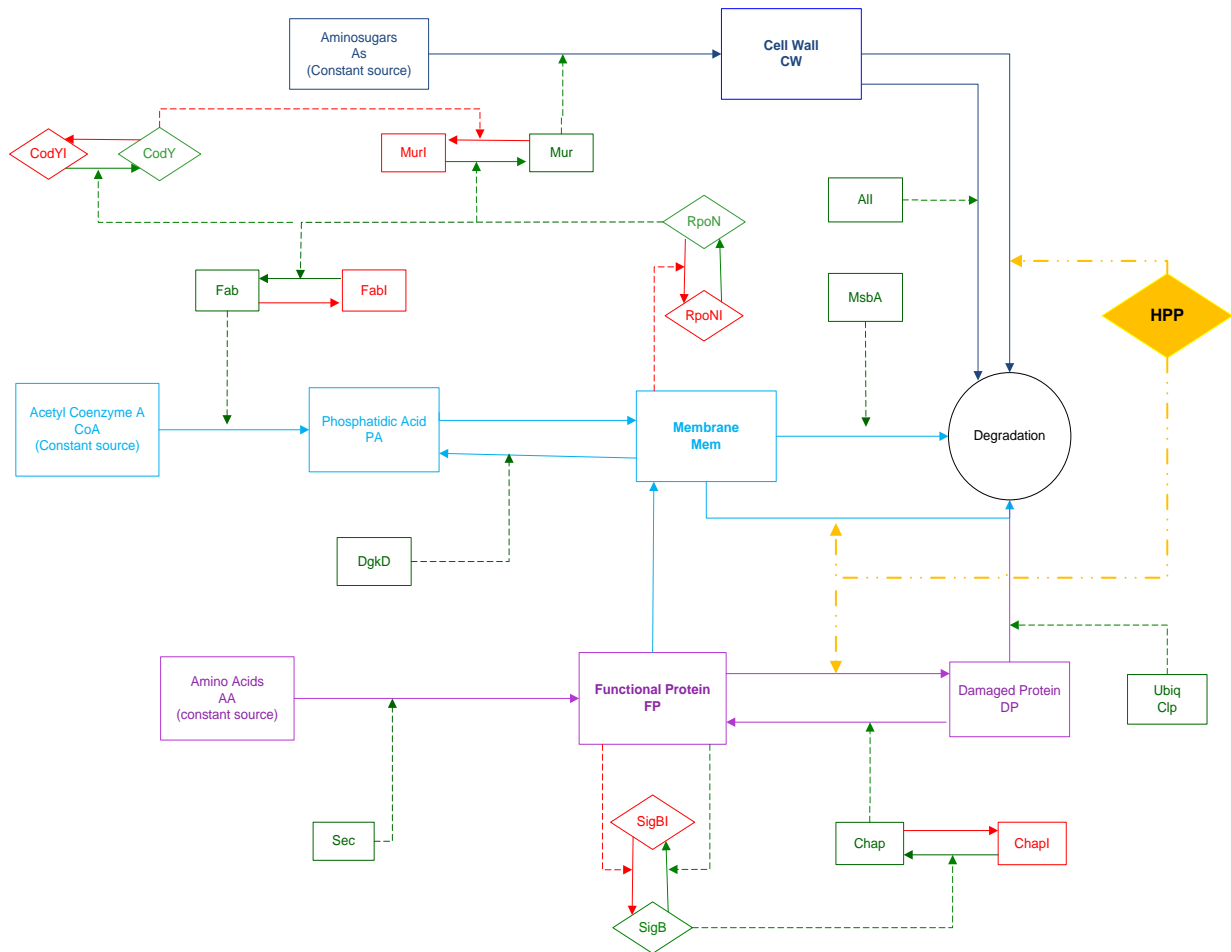 Aminosugars
As
(Constant source)
Cell Wall
CW
CodYI
CodY
MurI
Mur
All
RpoN
Fab
FabI
RpoNI
MsbA
HPP
Acetyl Coenzyme A
CoA
(Constant source)
Phosphatidic Acid
PA
Membrane
Mem
Degradation
DgkD
Amino Acids
AA
(constant source)
Functional Protein
FP
Damaged Protein
DP
Ubiq
Clp
Sec
SigBI
Chap
ChapI
SigB